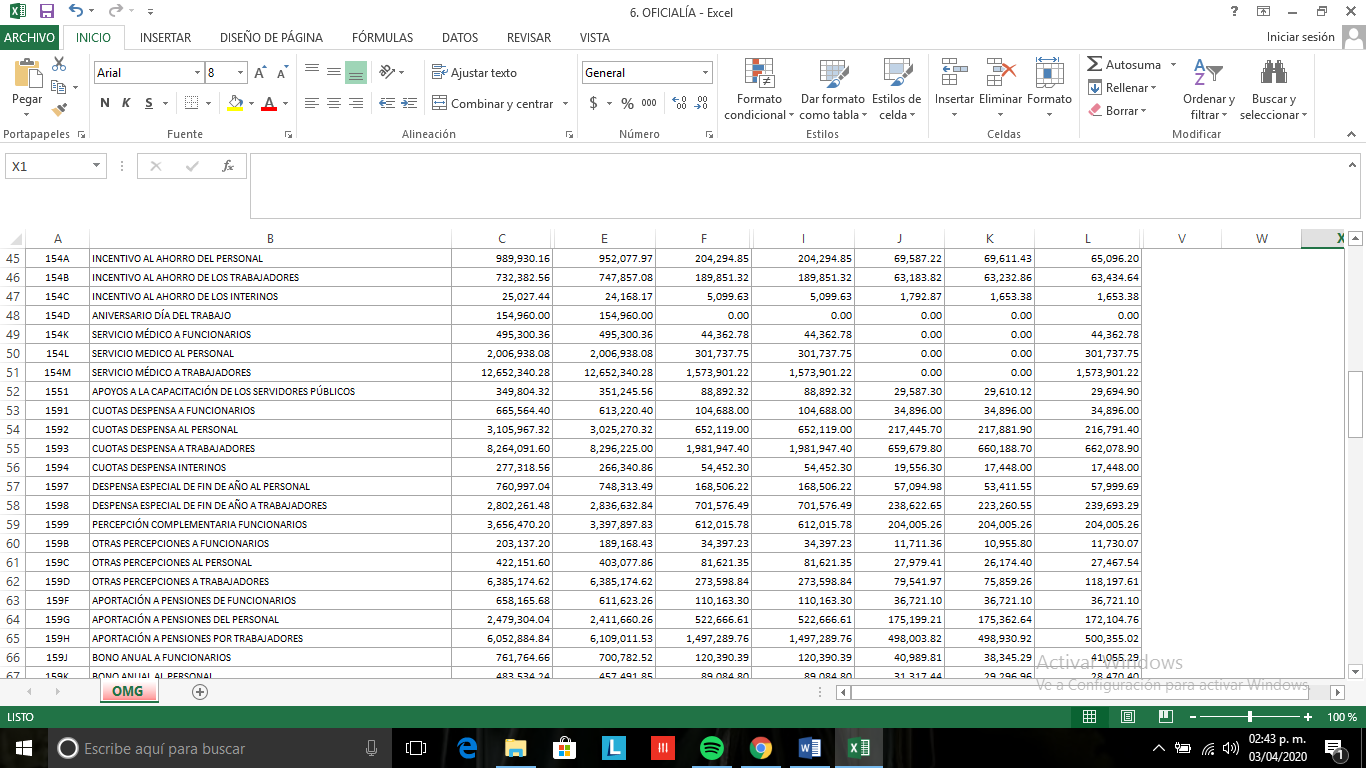 6. OFICIALÍA - Excel
ARCHIVO INICIO INSERTAR DISEÑO DE PÁGINA FÓRMULAS DATOS REVISAR VISTA Iniciar sesión
Arial 8 Ajustar texto General Autosuma
Pegar N K S Combinar y centrar $ % 000 Formato condicional Dar formato como tabla Estilos de celda Insertar Eliminar Formato Rellenar Borrar Ordenar y filtrar Buscar y seleccionar
Portapapeles Fuente Alineación Número Estilos Celdas Modificar
X1 fx
A B C E F I J K L V W X
45 154A INCENTIVO AL AHORRO DEL PERSONAL 989,930.16 952,077.97 204,294.85 204,294.85 69,587.22 69,611.43 65,096.20
46 154B INCENTIVO AL AHORRO DE LOS TRABAJADORES 732,382.56 747,857.08 189,851.32 189,851.32 63,183.82 63,232.86 63,434.64
47 154C INCENTIVO AL AHORRO DE LOS INTERINOS 25,027.44 24,168.17 5,099.63 5,099.63 1,792.87 1,653.38 1,653.38
48 154D ANIVERSARIO DÍA DEL TRABAJO 154,960.00 154,960.00 0.00 0.00 0.00 0.00 0.00
49 154K SERVICIO MÉDICO A FUNCIONARIOS 495,300.36 495,300.36 44,362.78 44,362.78 0.00 0.00 44,362.78
50 154L SERVICIO MEDICO AL PERSONAL 2,006,938.08 2,006,938.08 301,737.75 301,737.75 0.00 0.00 301,737.75
51 154M SERVICIO MÉDICO A TRABAJADORES 12,652,340.28 12,652,340.28 1,573,901.22 1,573,901.22 0.00 0.00 1,573,901.22
52 1551 APOYOS A LA CAPACITACIÓN DE LOS SERVIDORES PÚBLICOS 349,804.32 351,245.56 88,892.32 88,892.32 29,587.30 29,610.12 29,694.90
53 1591 CUOTAS DESPENSA A FUNCIONARIOS 665,564.40 613,220.40 104,688.00 104,688.00 34,896.00 34,896.00 34,896.00
54 1592 CUOTAS DESPENSA AL PERSONAL 3,105,967.32 3,025,270.32 652,119.00 652,119.00 217,445.70 217,881.90 216,791.40
55 1593 CUOTAS DESPENSA A TRABAJADORES 8,264,091.60 8,296,225.00 1,981,947.40 1,981,947.40 659,679.80 660,188.70 662,078.90
56 1594 CUOTAS DESPENSA INTERINOS 277,318.56 266,340.86 54,452.30 54,452.30 19,556.30 17,448.00 17,448.00
57 1597 DESPENSA ESPECIAL DE FIN DE AÑO AL PERSONAL 760,997.04 748,313.49 168,506.22 168,506.22 57,094.98 53,411.55 57,999.69
58 1598 DESPENSA ESPECIAL DE FIN DE AÑO A TRABAJADORES 2,802,261.48 2,836,632.84 701,576.49 701,576.49 238,622.65 223,260.55 239,693.29
59 1599 PERCEPCIÓN COMPLEMENTARIA FUNCIONARIOS 3,656,470.20 3,397,897.83 612,015.78 612,015.78 204,005.26 204,005.26 204,005.26
60 159B OTRAS PERCEPCIONES A FUNCIONARIOS 203,137.20 189,168.43 34,397.23 34,397.23 11,711.36 10,955.80 11,730.07
61 159C OTRAS PERCEPCIONES AL PERSONAL 422,151.60 403,077.86 81,621.35 81,621.35 27,979.41 26,174.40 27,467.54
62 159D OTRAS PERCEPCIONES A TRABAJADORES 6,385,174.62 6,385,174.62 273,598.84 273,598.84 79,541.97 75,859.26 118,197.61
63 159F APORTACIÓN A PENSIONES DE FUNCIONARIOS 658,165.68 611,623.26 110,163.30 110,163.30 36,721.10 36,721.10 36,721.10
64 159G APORTACIÓN A PENSIONES DEL PERSONAL 2,479,304.04 2,411,660.26 522,666.61 522,666.61 175,199.21 175,362.64 172,104.76
65 159H APORTACIÓN A PENSIONES POR TRABAJADORES 6,052,884.84 6,109,011.53 1,497,289.76 1,497,289.76 498,003.82 498,930.92 500,355.02
66 159J BONO ANUAL A FUNCIONARIOS 761,764.66 700,782.52 120,390.39 120,390.39 40,989.81 38,345.29 41,055.29
67 159K BONO ANUAL AL PERSONAL 483,534.24 457,491.85 89,084.80 89,084.80 31,317.44 29,296.96 28,470.40
Activar Windows
Ve a Configuración para activar Windows.
OMG
LISTO 100 %
Escribe aquí para buscar 02:43 p. m.
03/04/2020 1